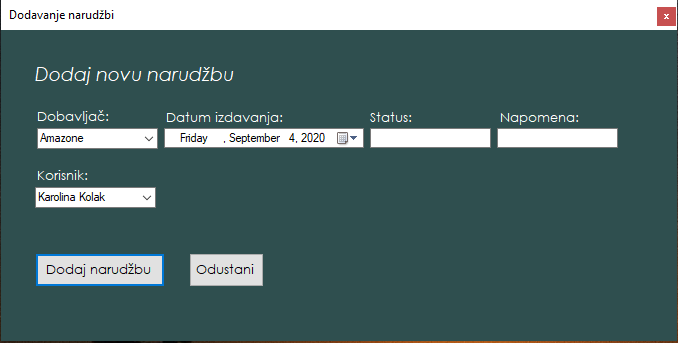 Dodavanje narudžbi
x
Dodaj novu narudžbu
Dobavljač: Datum izdavanja: Status: Napomena:
Amazone Friday , September 4, 2020
Korisnik:
Karolina Kolak
Dodaj narudžbu Odustani